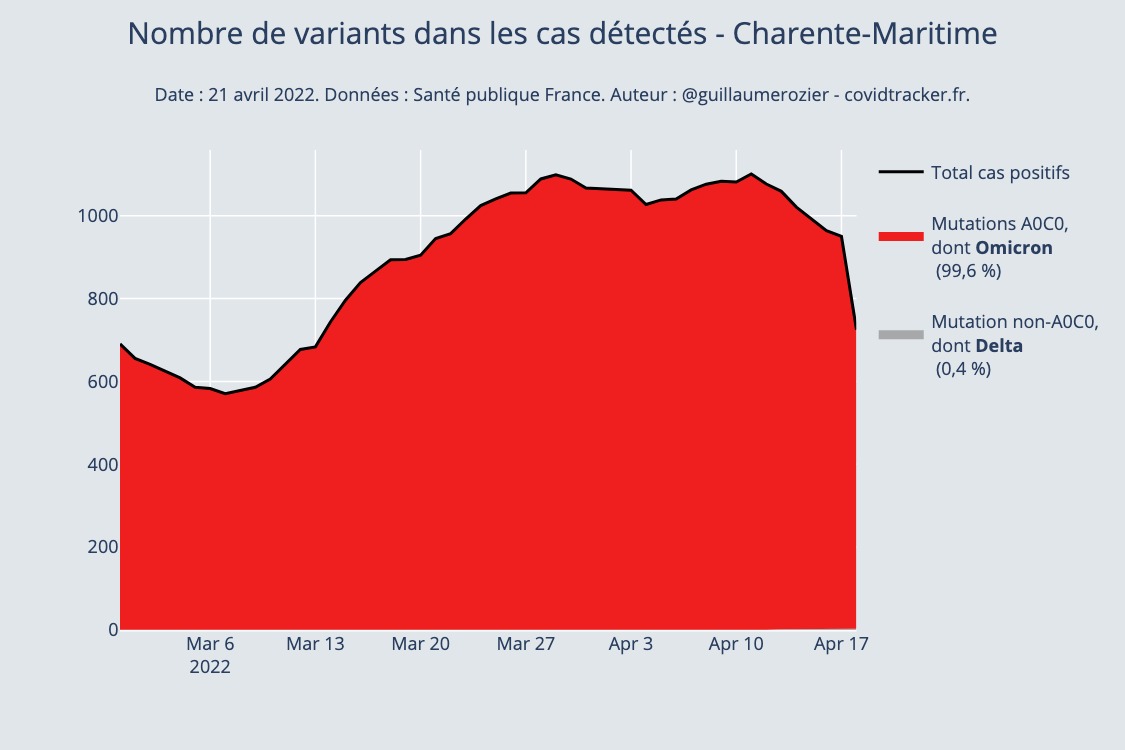 Nombre de variants dans les cas détectés - Charente-Maritime
Date : 21 avril 2022. Données : Santé publique France. Auteur : @guillaumerozier - covidtracker.fr.
Total cas positifs
Mutations A0C0,
dont Omicron
(99,6 %)
Mutation non-A0C0,
dont Delta
(0,4 %)
1000
800
600
400
200
0
Mar 6 Mar 13 Mar 20 Mar 27 Apr 3 Apr 10 Apr 17
2022